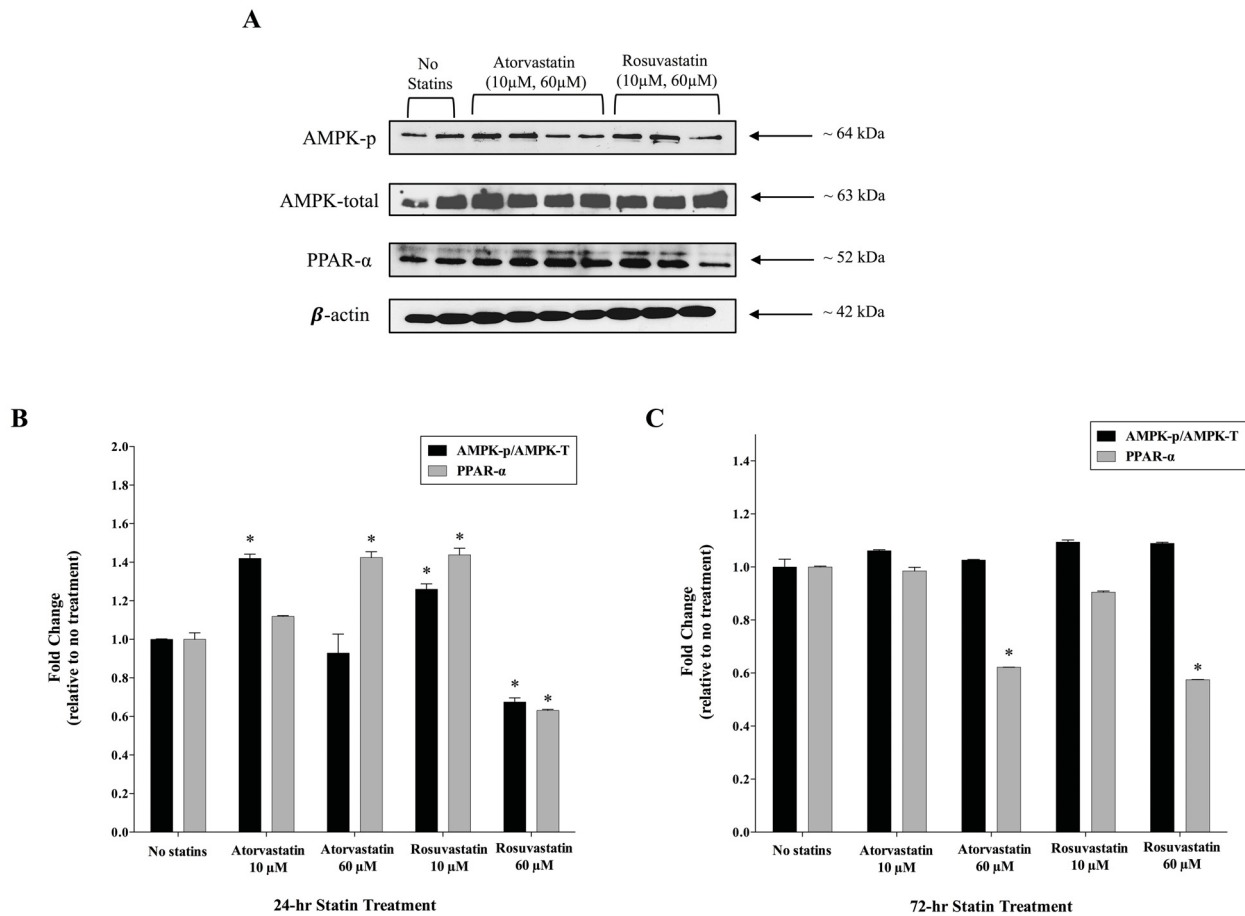 A
No
Statins
Atorvastatin
(10µM, 60µM)
Rosuvastatin
(10µM, 60µM)
AMPK-p
~ 64 kDa
AMPK-total
~ 63 kDa
PPAR-α
~ 52 kDa
β-actin
~ 42 kDa
B
AMPK-p/AMPK-T
PPAR-α
Fold Change
(relative to no treatment)
2.0
1.8
1.6
1.4
1.2
1.0
0.8
0.6
0.4
0.2
0.0
*
*
*
*
*
*
No statins
Atorvastatin
10 µM
Atorvastatin
60 µM
Rosuvastatin
10 µM
Rosuvastatin
60 µM
24-hr Statin Treatment
C
AMPK-p/AMPK-T
PPAR-α
Fold Change
(relative to no treatment)
1.4
1.2
1.0
0.8
0.6
0.4
0.2
0.0
*
*
No statins
Atorvastatin
10 µM
Atorvastatin
60 µM
Rosuvastatin
10 µM
Rosuvastatin
60 µM
72-hr Statin Treatment